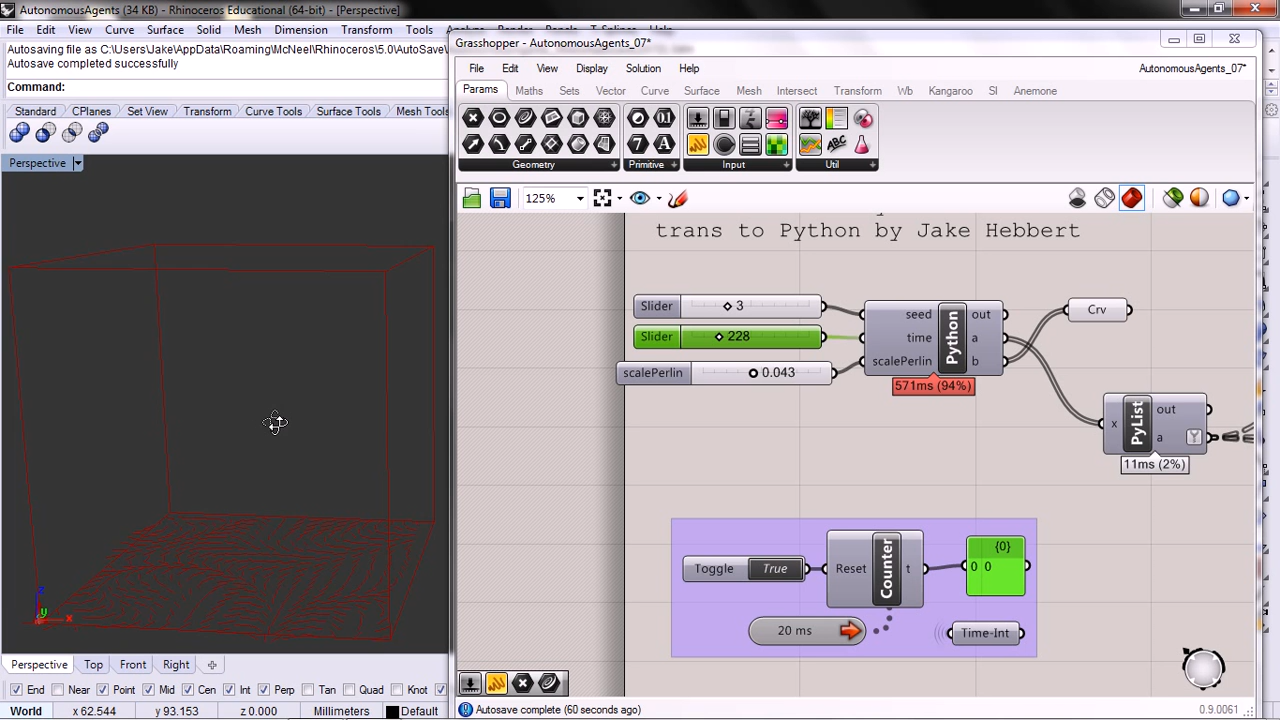 AutonomousAgents (34 KB) - Rhinoceros Educational (64-bit) - [Perspective]
File Edit View Curve Surface Solid Mesh Dimension Transform Tools
Autosaving file as C:\Users\Jake\AppData\Roaming\McNeel\Rhinoceros\5.0\AutoSave\
Autosave completed successfully
Command:
Standard CPlanes Set View Transform Curve Tools Surface Tools Mesh Tools
Perspective
z
y
x
Perspective Top Front Right
End Near Point Mid Cen Int Perp Tan Quad Knot
World x 62.544 y 93.153 z 0.000 Millimeters Default
Grasshopper - AutonomousAgents_07*
File Edit View Display Solution Help AutonomousAgents_07*
Params Maths Sets Vector Curve Surface Mesh Intersect Transform Wb Kangaroo Anemone
Geometry Primitive Input Util
125%
trans to Python by Jake Hebbert
Slider 3
Slider 228
scalePerlin 0.043
seed time scalePerlin Python out a b
571ms (94%)
Crv
x PyList out a Y
11ms (2%)
Toggle True
Reset Counter t
{0}
0 0
20 ms
Time-Int
Autosave complete (60 seconds ago) 0.9.0061